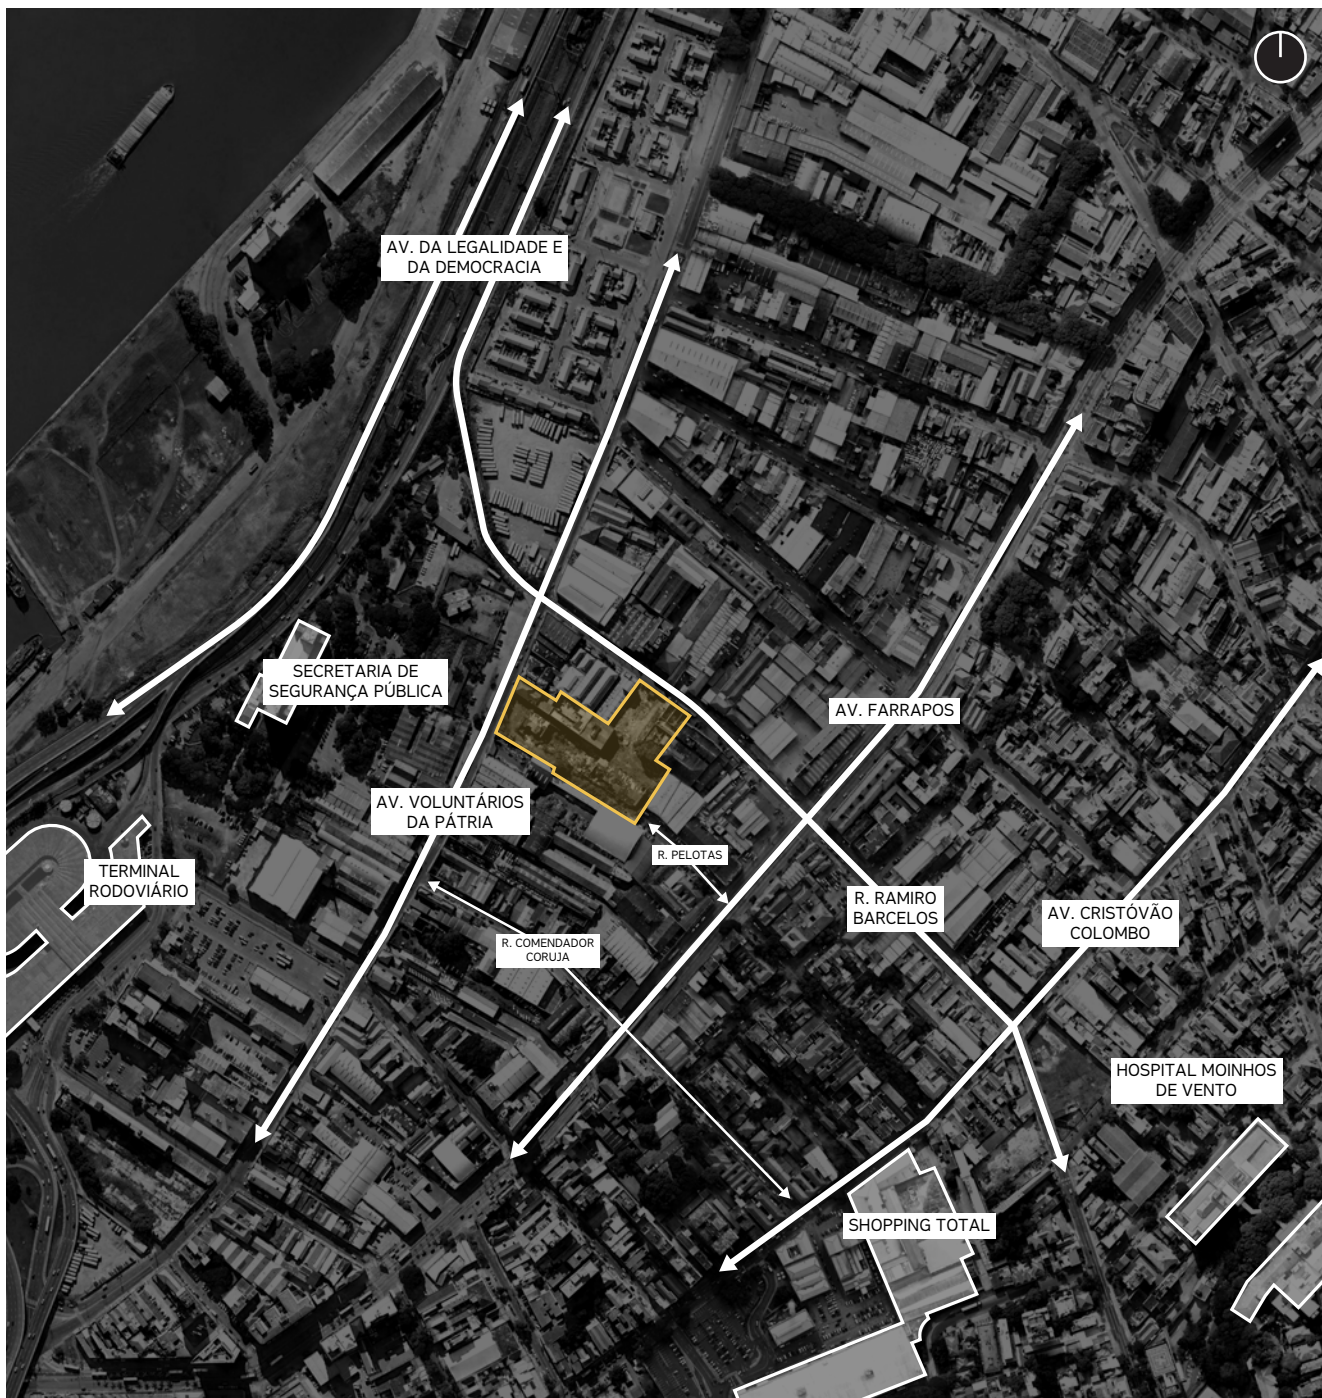 AV. DA LEGALIDADE E
DA DEMOCRACIA
SECRETARIA DE
SEGURANÇA PÚBLICA
AV. FARRAPOS
AV. VOLUNTÁRIOS
DA PÁTRIA
R. PELOTAS
TERMINAL
RODOVIÁRIO
R. RAMIRO
BARCELOS
AV. CRISTÓVÃO
COLOMBO
R. COMENDADOR
CORUJA
HOSPITAL MOINHOS
DE VENTO
SHOPPING TOTAL